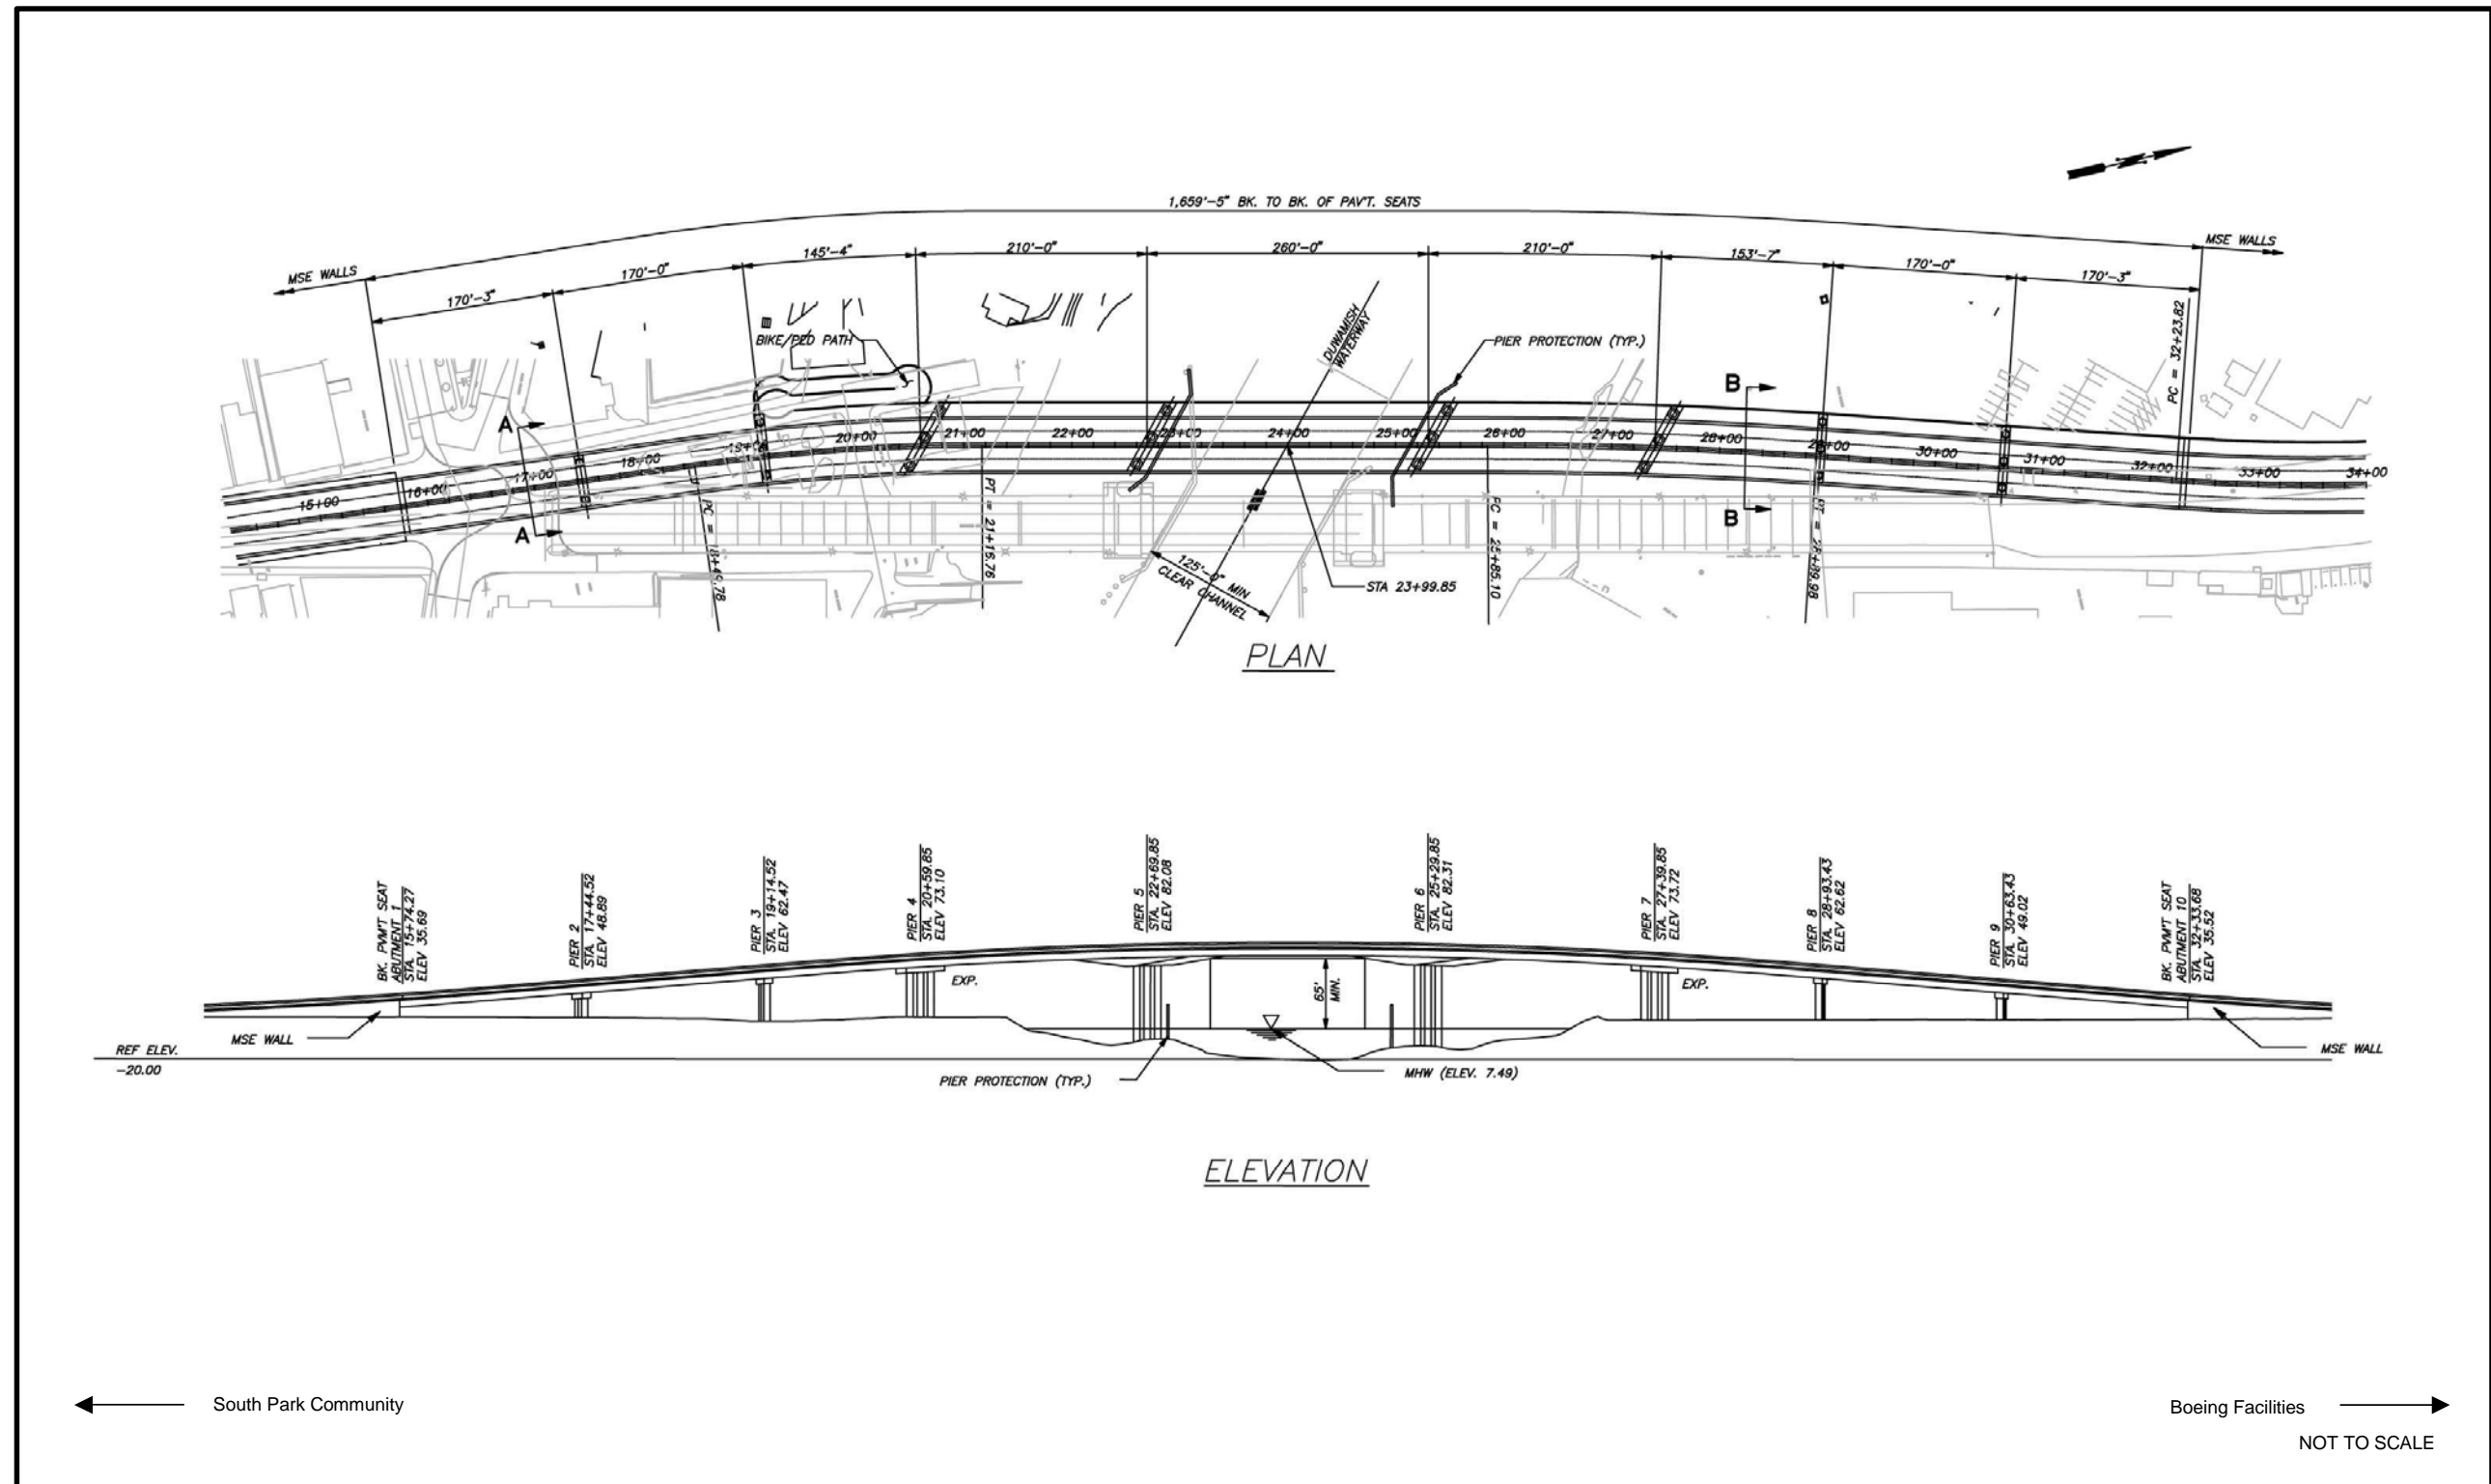 1,659'-5" BK. TO BK. OF PAV'T. SEATS
MSE WALLS
170'-3"
170'-0"
145'-4"
210'-0"
260'-0"
210'-0"
153'-7"
170'-0"
170'-3"
MSE WALLS
BIKE/PED PATH
DUWAMISH
WATERWAY
PIER PROTECTION (TYP.)
PC = 32+23.82
A
A
B
B
15+00
16+00
17+00
18+00
20+00
21+00
22+00
23+00
24+00
25+00
26+00
27+00
28+00
29+00
30+00
31+00
32+00
33+00
34+00
PC = 18+49.78
PT = 21+16.76
125'-0" MIN
CLEAR CHANNEL
STA 23+99.85
PC = 25+85.10
PLAN
BK. PVM'T SEAT
ABUTMENT 1
STA. 15+74.27
ELEV 35.69
PIER 2
STA. 17+44.52
ELEV 48.89
PIER 3
STA. 19+14.52
ELEV 62.47
PIER 4
STA. 20+59.85
ELEV 73.10
PIER 5
STA. 22+69.85
ELEV 82.08
PIER 6
STA. 25+29.85
ELEV 82.31
PIER 7
STA. 27+39.85
ELEV 73.72
PIER 8
STA. 28+93.43
ELEV 62.62
PIER 9
STA. 30+63.43
ELEV 49.02
BK. PVM'T SEAT
ABUTMENT 10
STA. 32+33.68
ELEV 35.52
EXP.
65'
MIN.
EXP.
MSE WALL
REF ELEV.
-20.00
PIER PROTECTION (TYP.)
MHW (ELEV. 7.49)
MSE WALL
ELEVATION
South Park Community
Boeing Facilities
NOT TO SCALE